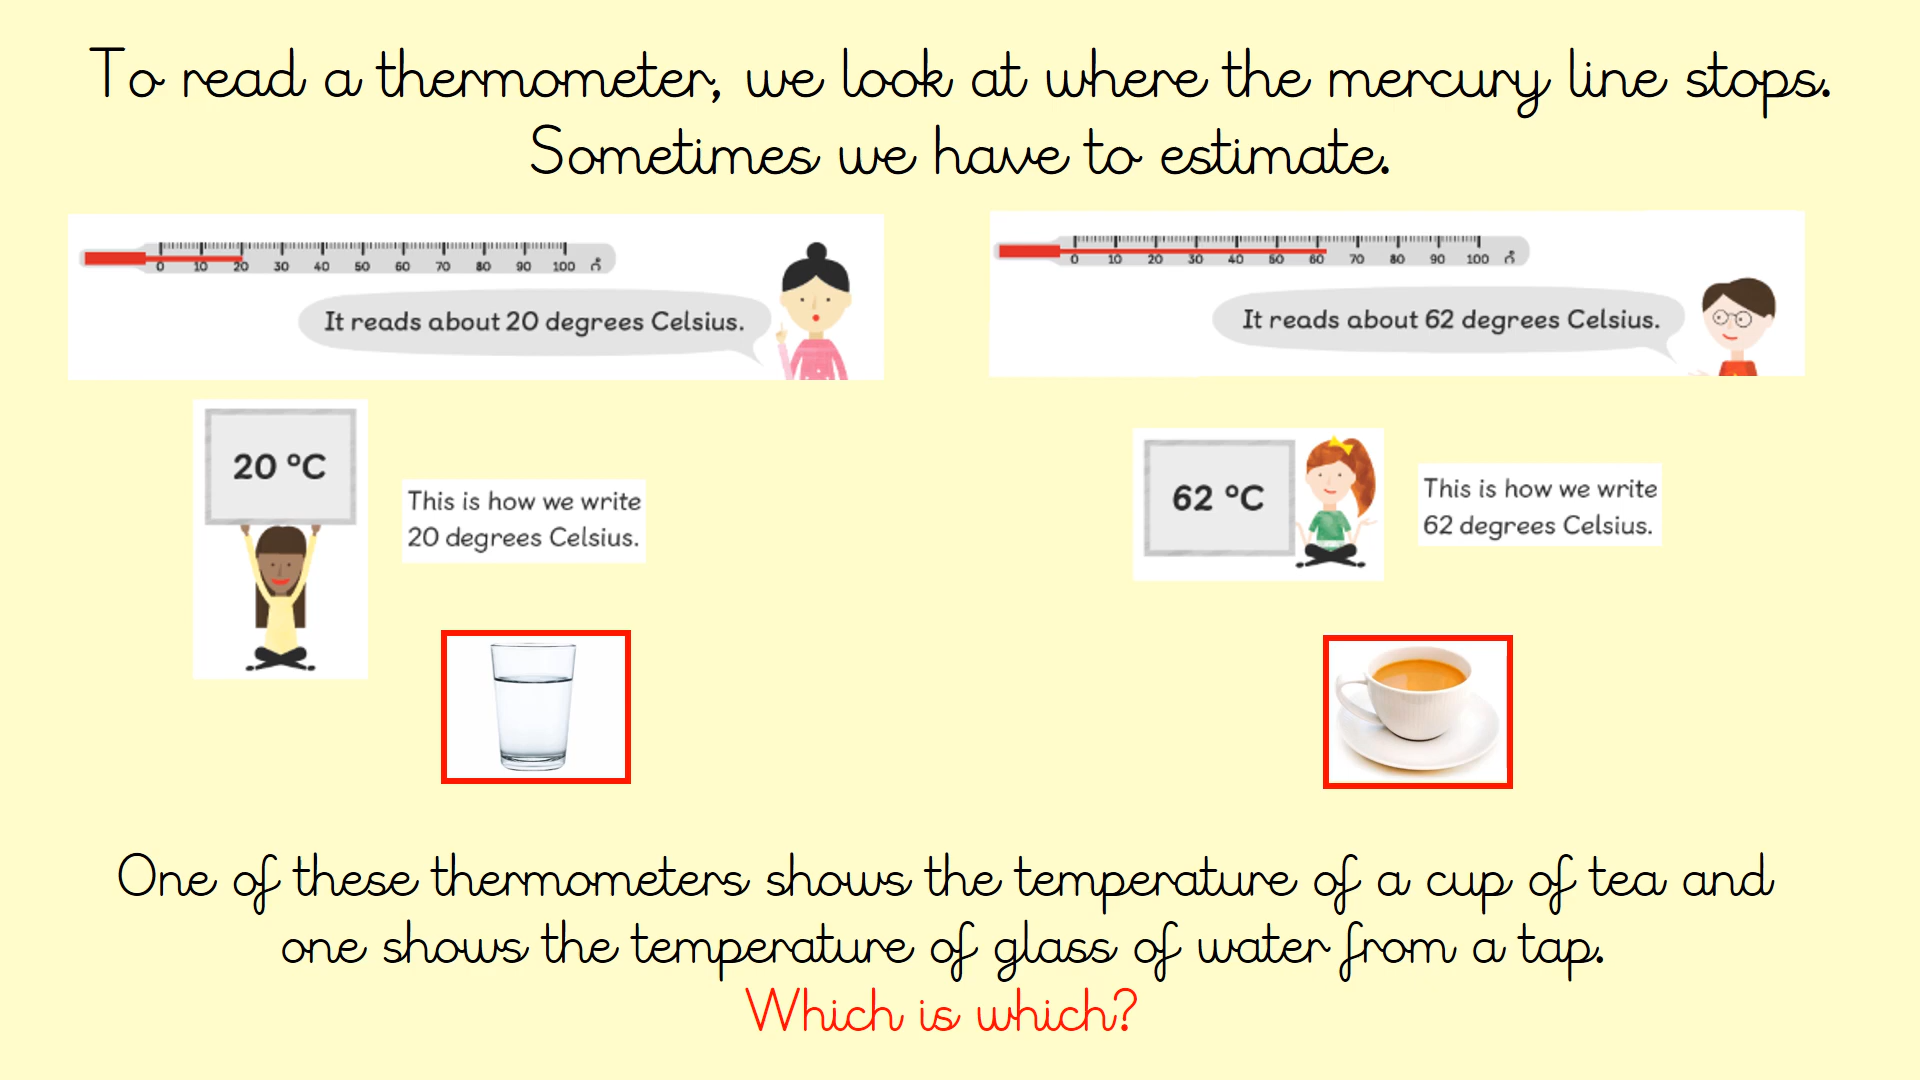 To read a thermometer, we look at where the mercury line stops.
Sometimes we have to estimate.
0 10 20 30 40 50 60 70 80 90 100 °C
It reads about 20 degrees Celsius.
0 10 20 30 40 50 60 70 80 90 100 °C
It reads about 62 degrees Celsius.
20 °C
This is how we write
20 degrees Celsius.
62 °C
This is how we write
62 degrees Celsius.
One of these thermometers shows the temperature of a cup of tea and
one shows the temperature of glass of water from a tap.
Which is which?